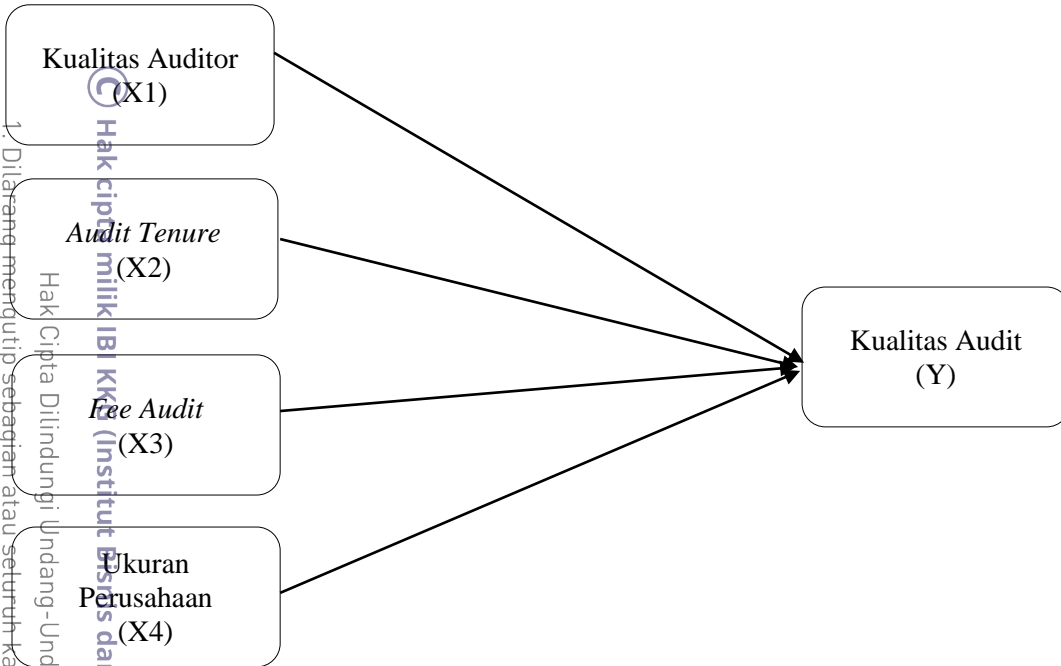 Kualitas Auditor
(X1)
Audit Tenure
(X2)
Fee Audit
(X3)
Ukuran
Perusahaan
(X4)
Kualitas Audit
(Y)
© Hak cipta milik IBI KKG (Institut Bisnis dan
Hak Cipta Dilindungi Undang-Und
1. Dilarang mengutip sebagian atau seluruh ka